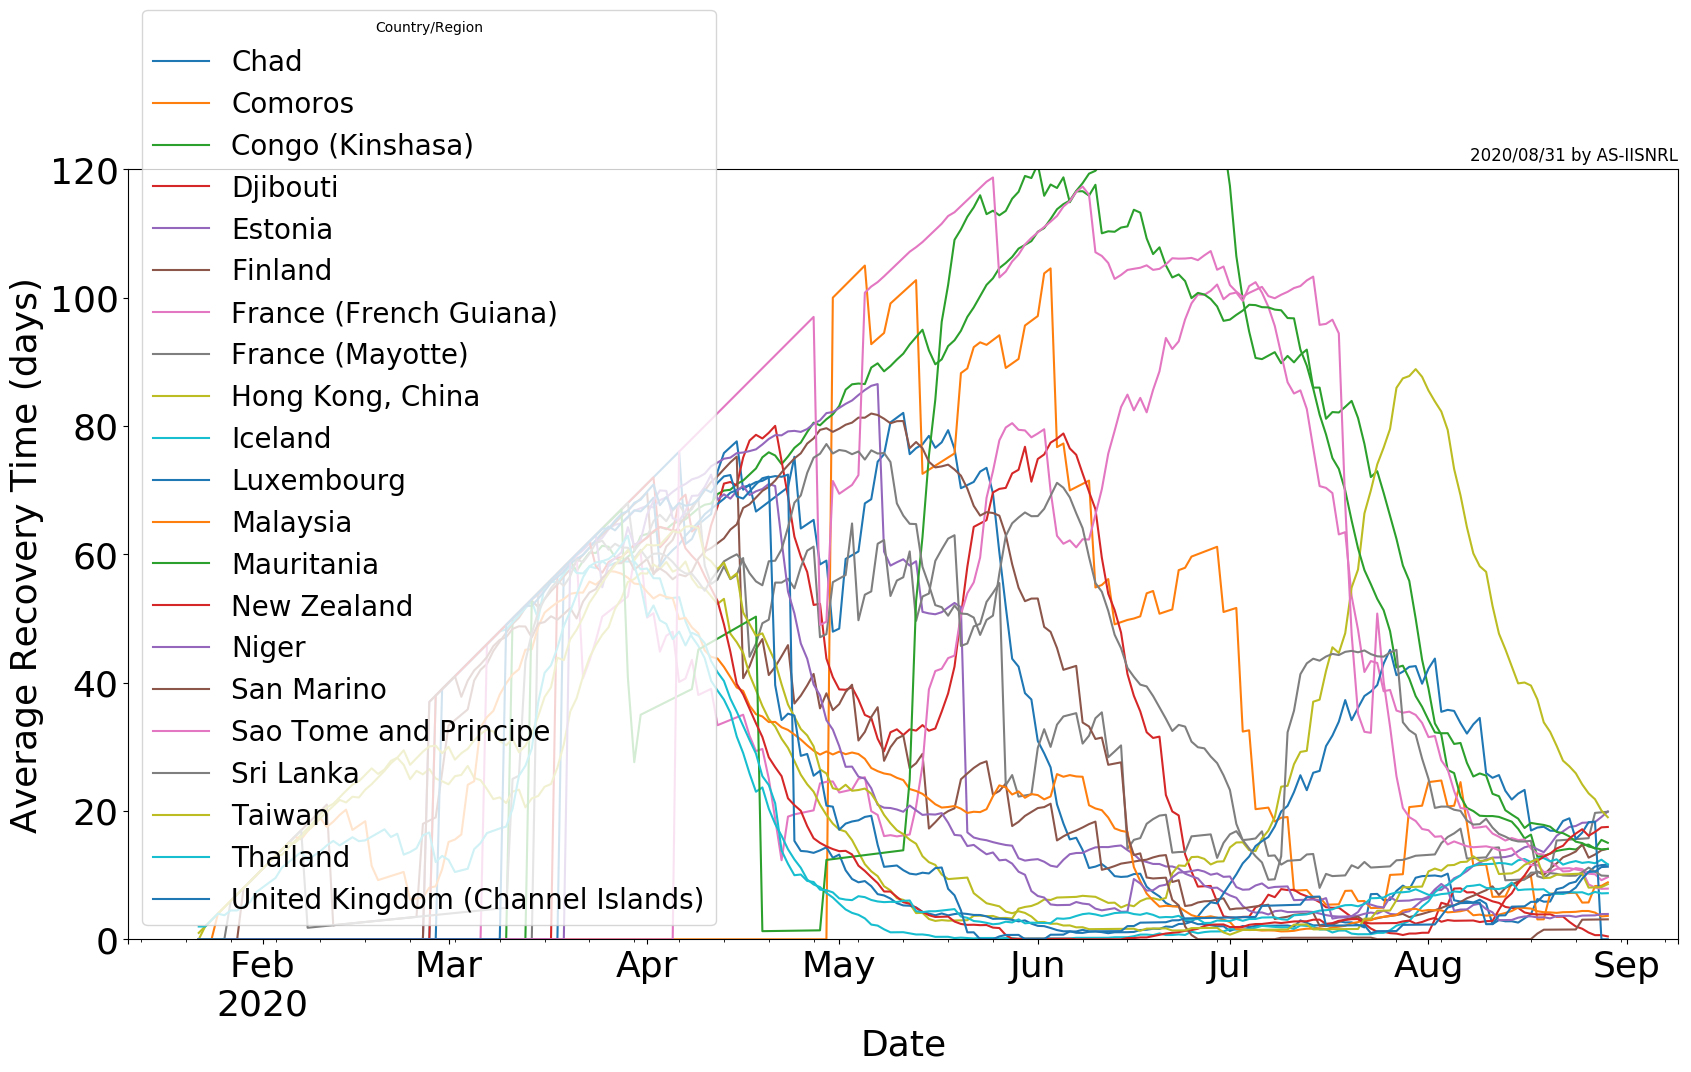 Country/Region
Chad
Comoros
Congo (Kinshasa)
Djibouti
Estonia
Finland
France (French Guiana)
France (Mayotte)
Hong Kong, China
Iceland
Luxembourg
Malaysia
Mauritania
New Zealand
Niger
San Marino
Sao Tome and Principe
Sri Lanka
Taiwan
Thailand
United Kingdom (Channel Islands)
2020/08/31 by AS-IISNRL
Average Recovery Time (days)
120
100
80
60
40
20
0
Feb Mar Apr May Jun Jul Aug Sep
2020
Date